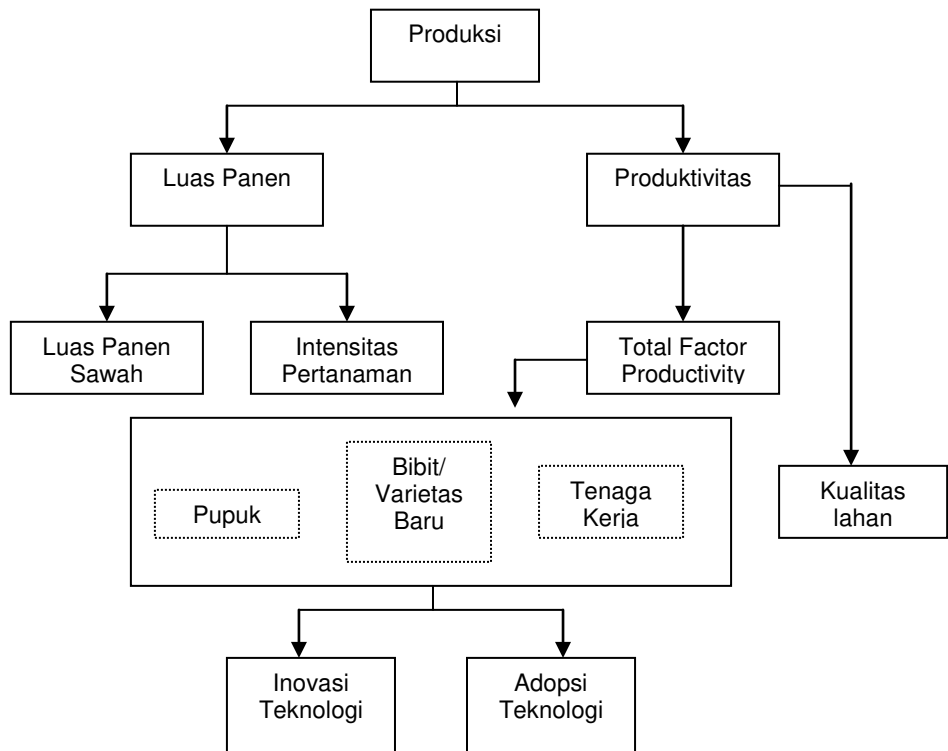 Produksi
Luas Panen
Produktivitas
Luas Panen
Sawah
Intensitas
Pertanaman
Total Factor
Productivity
Pupuk
Bibit/
Varietas
Baru
Tenaga
Kerja
Kualitas
lahan
Inovasi
Teknologi
Adopsi
Teknologi